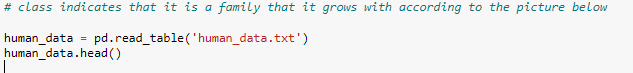 # class indicates that it is a family that it grows with according to the picture below
human_data = pd.read_table('human_data.txt')
human_data.head()